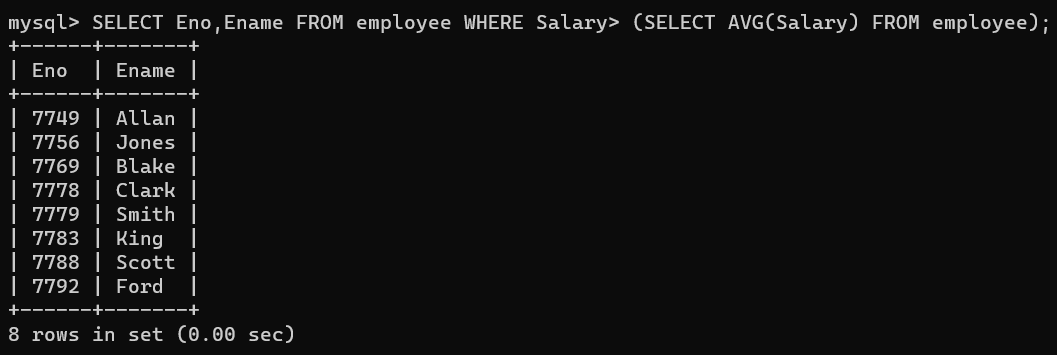 mysql> SELECT Eno,Ename FROM employee WHERE Salary> (SELECT AVG(Salary) FROM employee);
+------+-------+
| Eno  | Ename |
+------+-------+
| 7749 | Allan |
| 7756 | Jones |
| 7769 | Blake |
| 7778 | Clark |
| 7779 | Smith |
| 7783 | King  |
| 7788 | Scott |
| 7792 | Ford  |
+------+-------+
8 rows in set (0.00 sec)